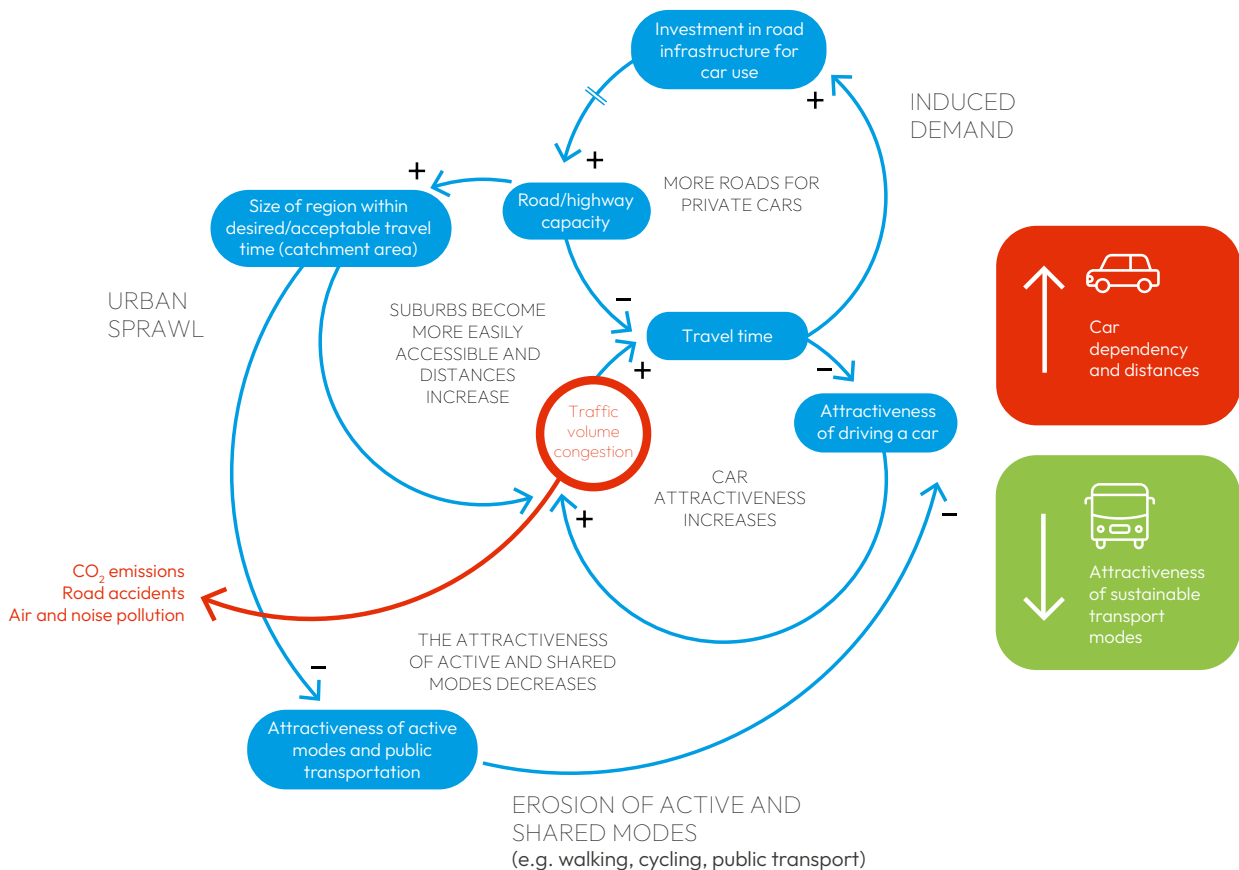 Investment in road
infrastructure for
car use
+
INDUCED
DEMAND
+
+
MORE ROADS FOR
PRIVATE CARS
Road/highway
capacity
Size of region within
desired/acceptable travel
time (catchment area)
URBAN
SPRAWL
SUBURBS BECOME
MORE EASILY
ACCESSIBLE AND
DISTANCES
INCREASE
–
Travel time
+
–
Car
dependency
and distances
Traffic
volume
congestion
Attractiveness
of driving a car
CAR
ATTRACTIVENESS
INCREASES
+
–
Attractiveness
of sustainable
transport
modes
CO₂ emissions
Road accidents
Air and noise pollution
THE ATTRACTIVENESS
OF ACTIVE AND SHARED
MODES DECREASES
–
Attractiveness of active
modes and public
transportation
EROSION OF ACTIVE AND
SHARED MODES
(e.g. walking, cycling, public transport)